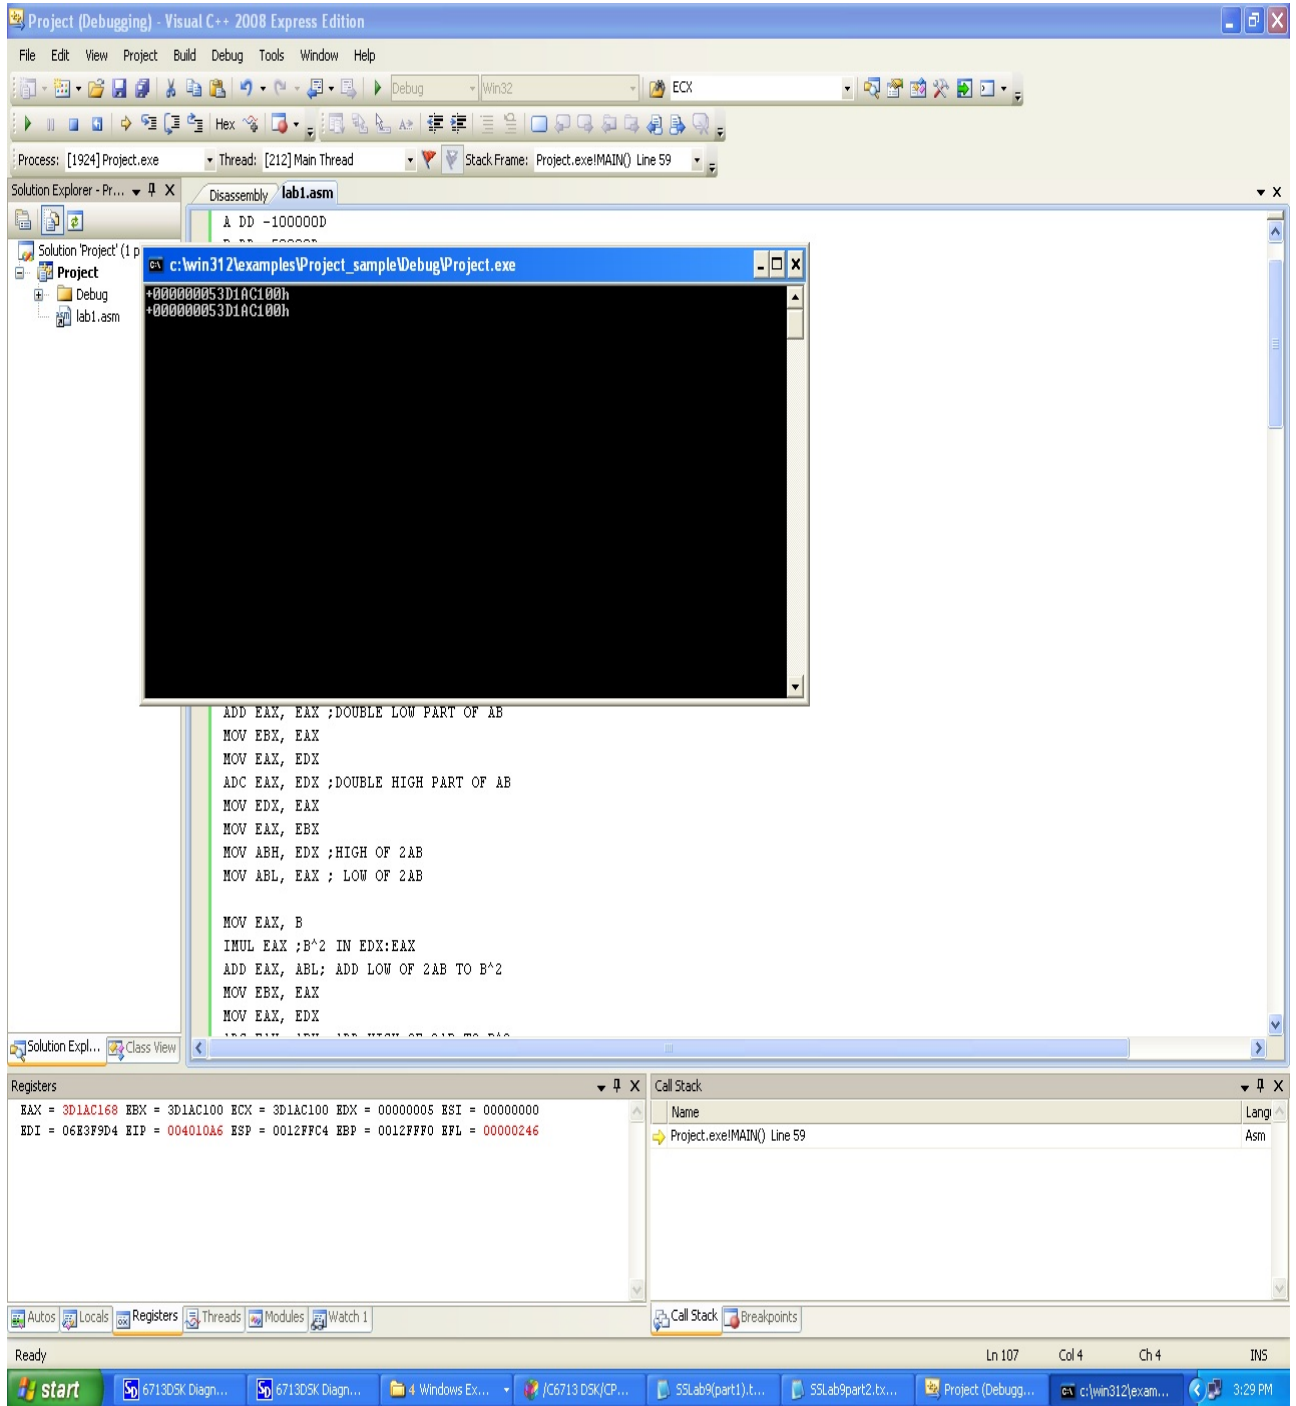 Project (Debugging) - Visual C++ 2008 Express Edition
File Edit View Project Build Debug Tools Window Help
Debug Win32 ECX
Hex
Process: [1924] Project.exe Thread: [212] Main Thread Stack Frame: Project.exe!MAIN() Line 59
Solution Explorer - Pr...
Disassembly lab1.asm
Solution 'Project' (1 p
Project
Debug
lab1.asm
A DD -100000D
c:\win312\examples\Project_sample\Debug\Project.exe
+000000053D1AC100h
+000000053D1AC100h
ADD EAX, EAX ;DOUBLE LOW PART OF AB
MOV EBX, EAX
MOV EAX, EDX
ADC EAX, EDX ;DOUBLE HIGH PART OF AB
MOV EDX, EAX
MOV EAX, EBX
MOV ABH, EDX ;HIGH OF 2AB
MOV ABL, EAX ; LOW OF 2AB
MOV EAX, B
IMUL EAX ;B^2 IN EDX:EAX
ADD EAX, ABL; ADD LOW OF 2AB TO B^2
MOV EBX, EAX
MOV EAX, EDX
Solution Expl... Class View
Registers
EAX = 3D1AC168 EBX = 3D1AC100 ECX = 3D1AC100 EDX = 00000005 ESI = 00000000
EDI = 06E3F9D4 EIP = 004010A6 ESP = 0012FFC4 EBP = 0012FFF0 EFL = 00000246
Call Stack
Name Langu
Project.exe!MAIN() Line 59 Asm
Autos Locals Registers Threads Modules Watch 1
Call Stack Breakpoints
Ready Ln 107 Col 4 Ch 4 INS
start 6713DSK Diagn... 6713DSK Diagn... 4 Windows Ex... /C6713 DSK/CP... SSLab9(part1).t... SSLab9part2.tx... Project (Debugg... c:\win312\exam... 3:29 PM